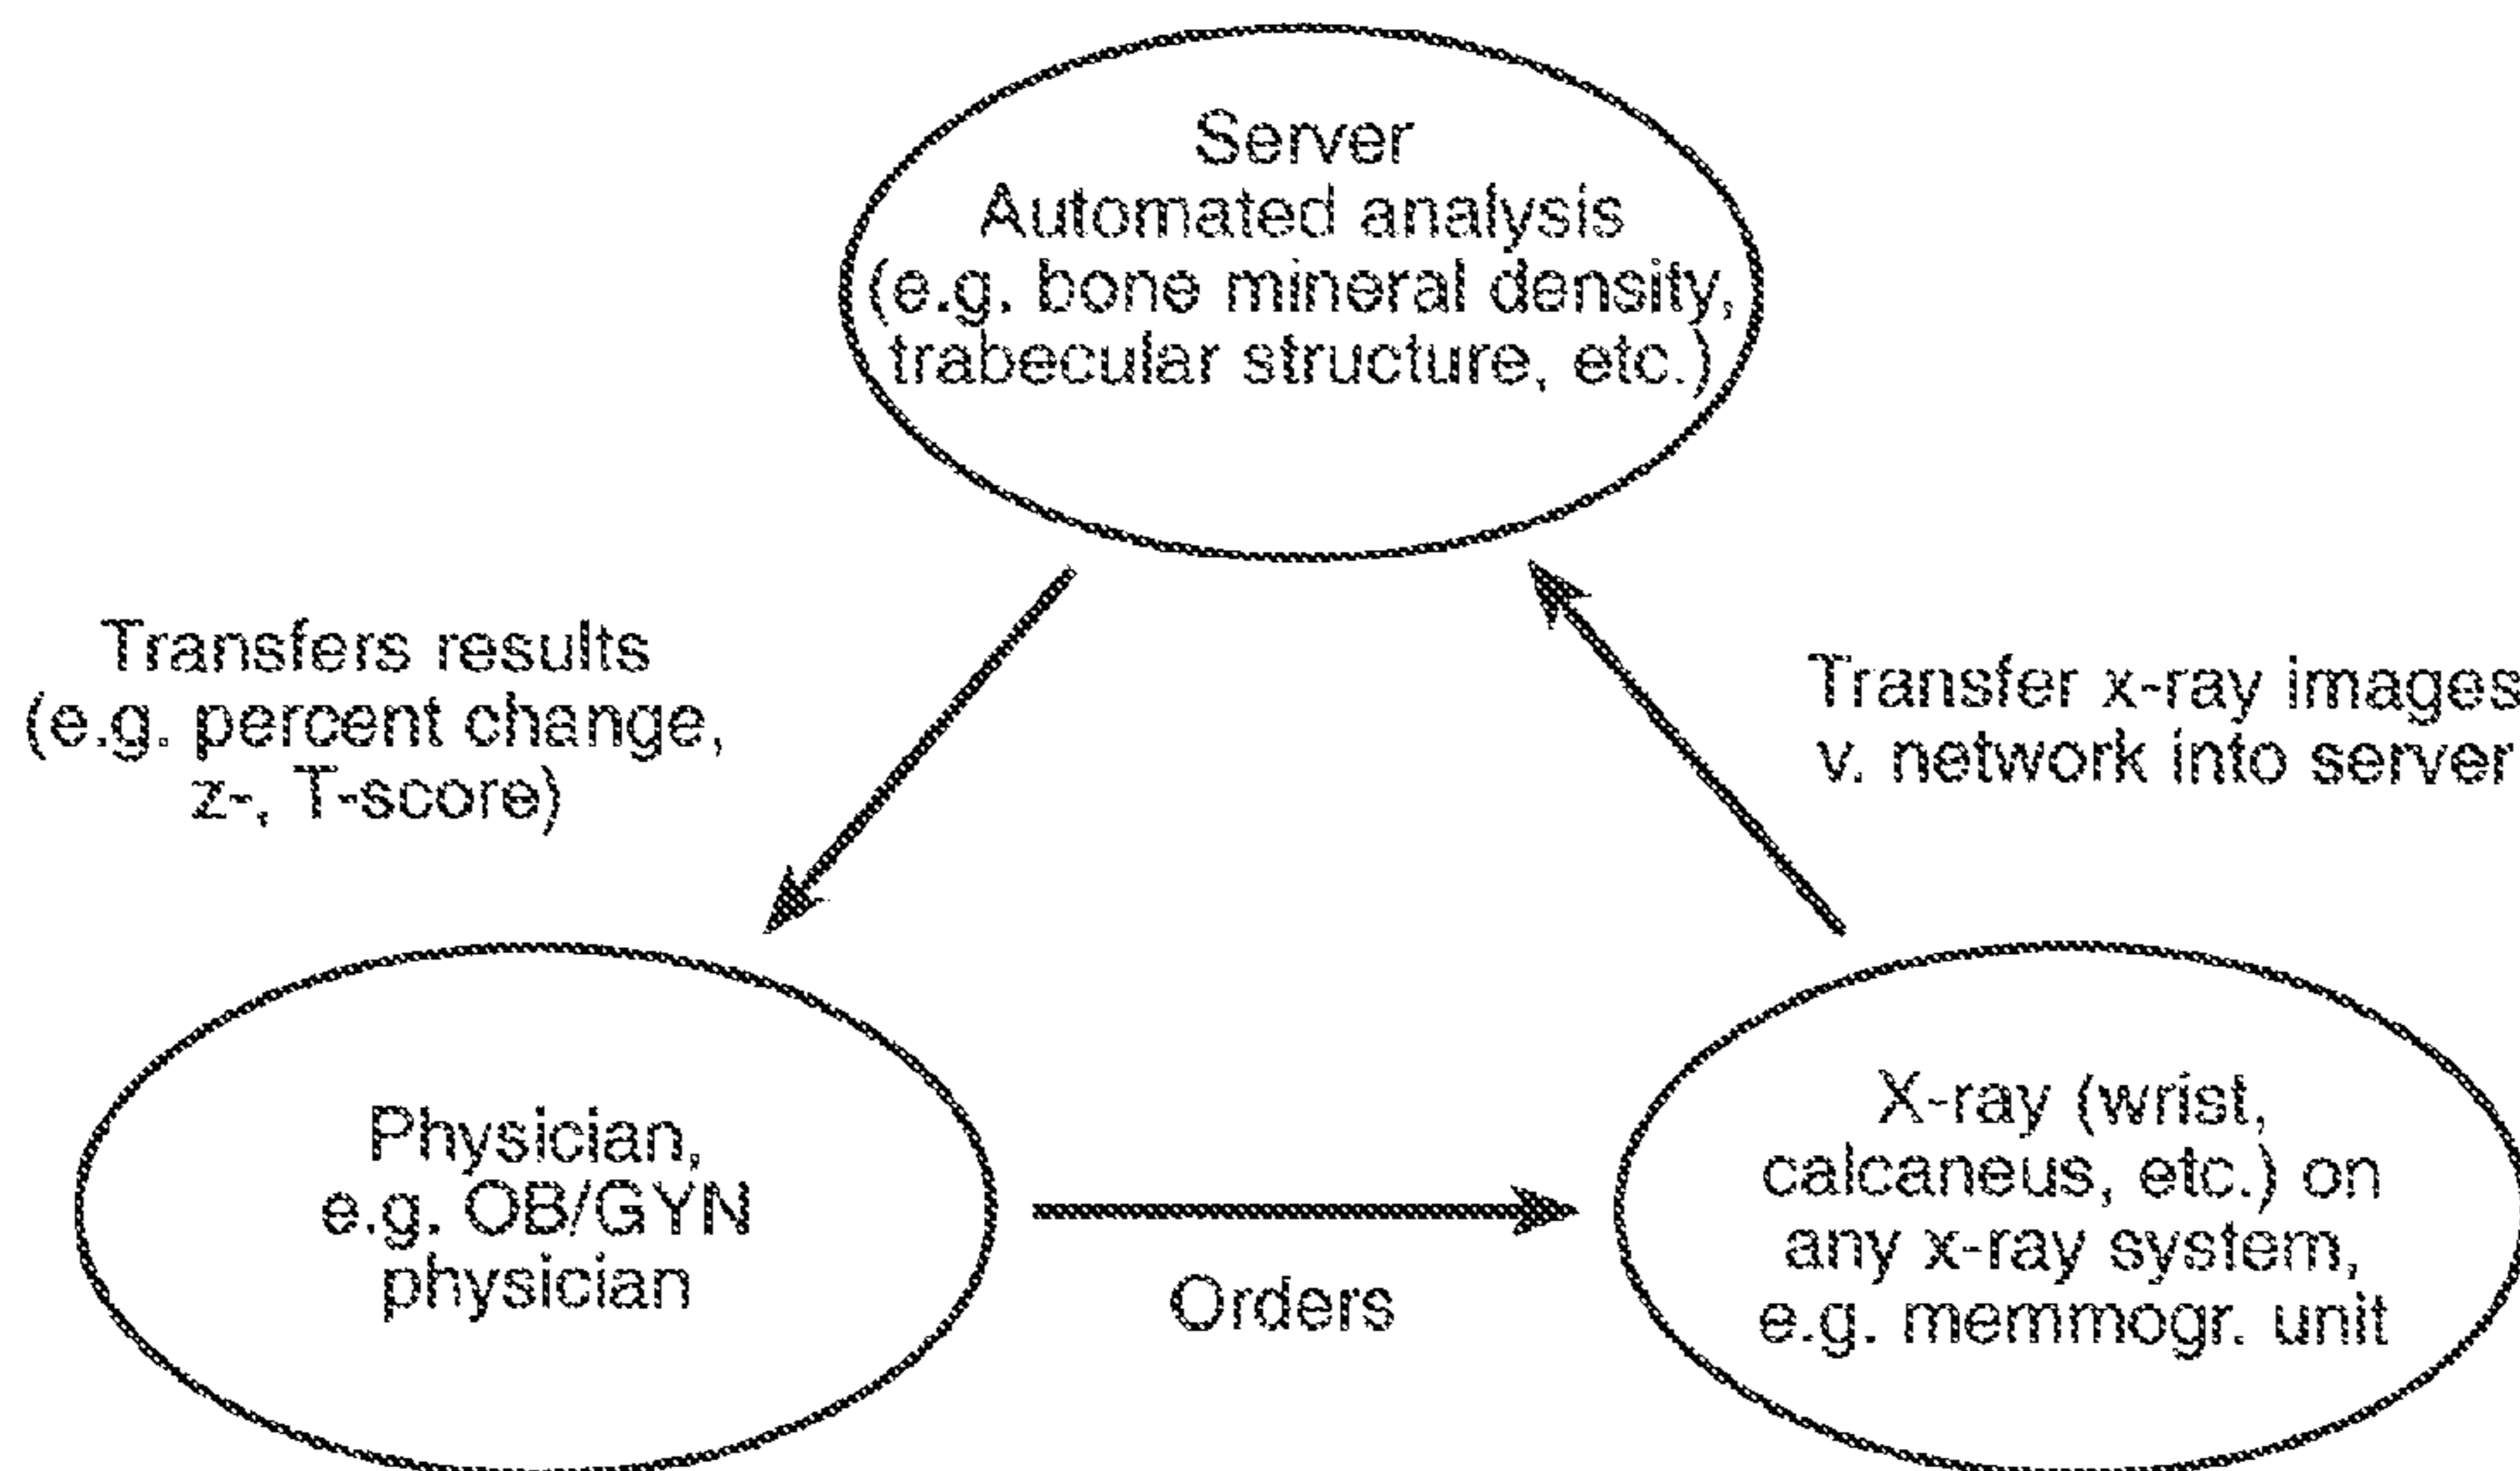 Server
Automated analysis
(e.g. bone mineral density,
trabecular structure, etc.)
Transfers results
(e.g. percent change,
z-, T-score)
Transfer x-ray images
v. network into server
Physician,
e.g. OB/GYN
physician
Orders
X-ray (wrist,
calcaneus, etc.) on
any x-ray system,
e.g. memmogr. unit